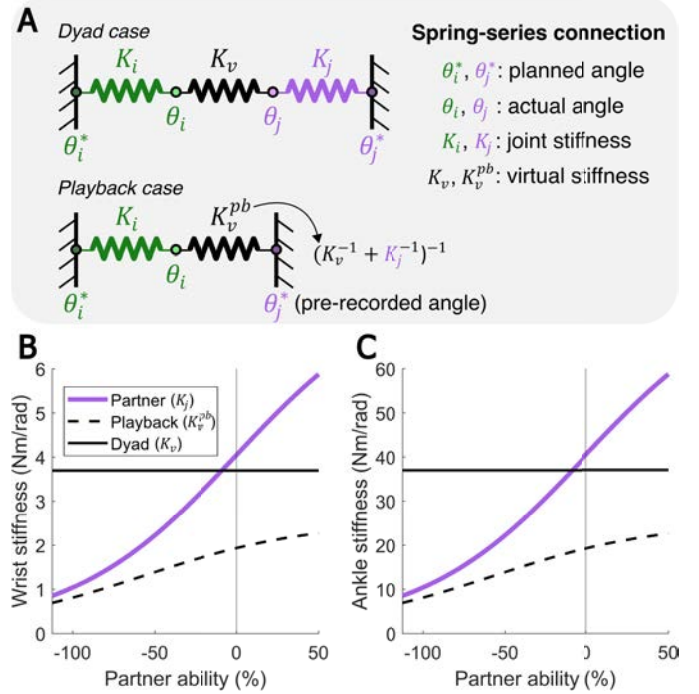 A
Dyad case
K_i K_v K_j
θ_i θ_j
θ_i^* θ_j^*
Playback case
K_i K_v^{pb}
(K_v^{-1} + K_j^{-1})^{-1}
θ_i
θ_i^* θ_j^* (pre-recorded angle)
Spring-series connection
θ_i^*, θ_j^*: planned angle
θ_i, θ_j: actual angle
K_i, K_j: joint stiffness
K_v, K_v^{pb}: virtual stiffness
B
Wrist stiffness (Nm/rad)
6
5
4
3
2
1
0
Partner (K_j)
Playback (K_v^{pb})
Dyad (K_v)
-100 -50 0 50
Partner ability (%)
C
Ankle stiffness (Nm/rad)
60
50
40
30
20
10
0
-100 -50 0 50
Partner ability (%)